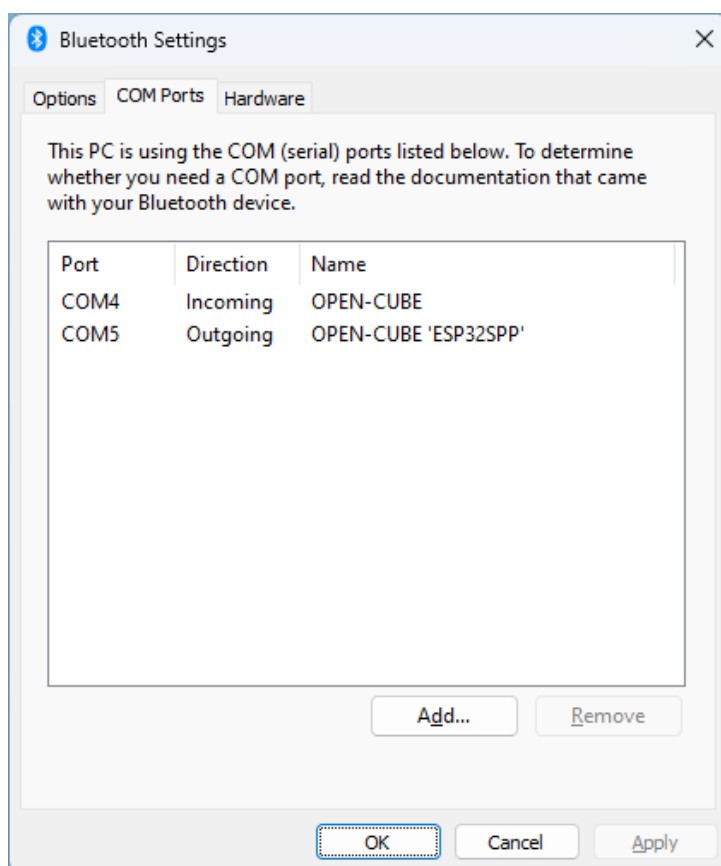 Bluetooth Settings
Options COM Ports Hardware
This PC is using the COM (serial) ports listed below. To determine
whether you need a COM port, read the documentation that came
with your Bluetooth device.
Port Direction Name
COM4 Incoming OPEN-CUBE
COM5 Outgoing OPEN-CUBE 'ESP32SPP'
Add... Remove
OK Cancel Apply